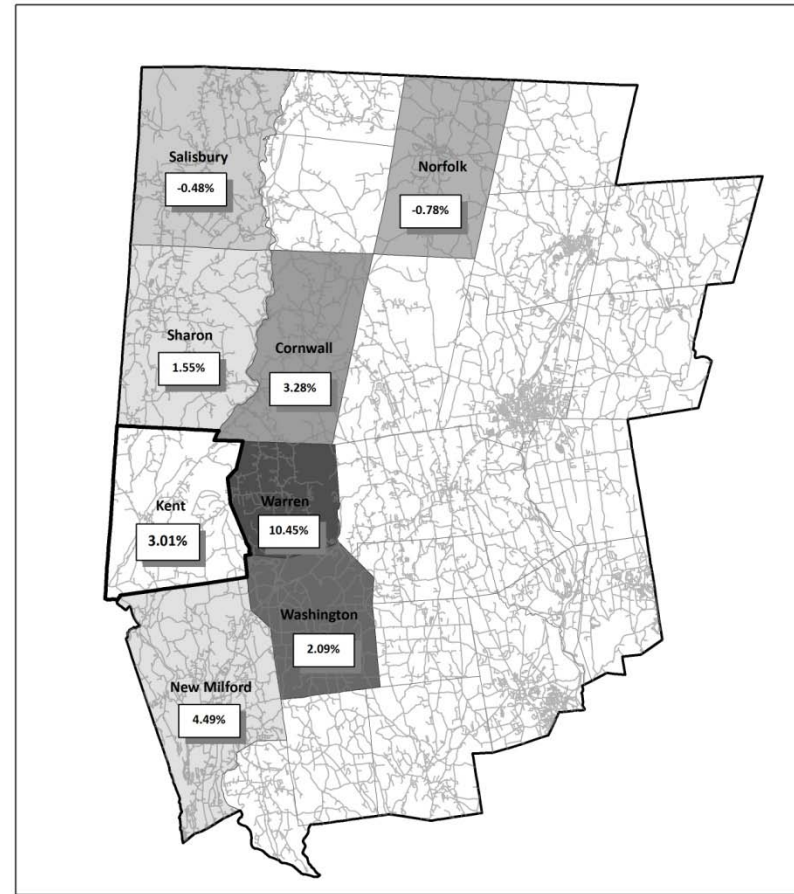 Salisbury
-0.48%
Norfolk
-0.78%
Sharon
1.55%
Cornwall
3.28%
Kent
3.01%
Warren
10.45%
Washington
2.09%
New Milford
4.49%